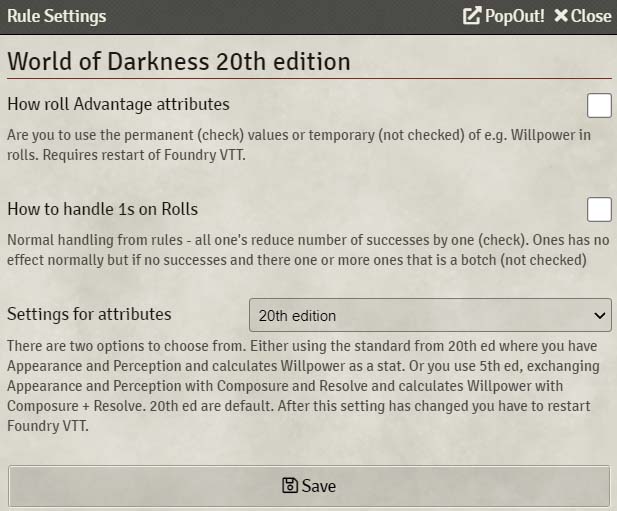 Rule Settings PopOut! Close
World of Darkness 20th edition
How roll Advantage attributes
Are you to use the permanent (check) values or temporary (not checked) of e.g. Willpower in
rolls. Requires restart of Foundry VTT.
How to handle 1s on Rolls
Normal handling from rules - all one's reduce number of successes by one (check). Ones has no
effect normally but if no successes and there one or more ones that is a botch (not checked)
Settings for attributes 20th edition
There are two options to choose from. Either using the standard from 20th ed where you have
Appearance and Perception and calculates Willpower as a stat. Or you use 5th ed, exchanging
Appearance and Perception with Composure and Resolve and calculates Willpower with
Composure + Resolve. 20th ed are default. After this setting has changed you have to restart
Foundry VTT.
Save